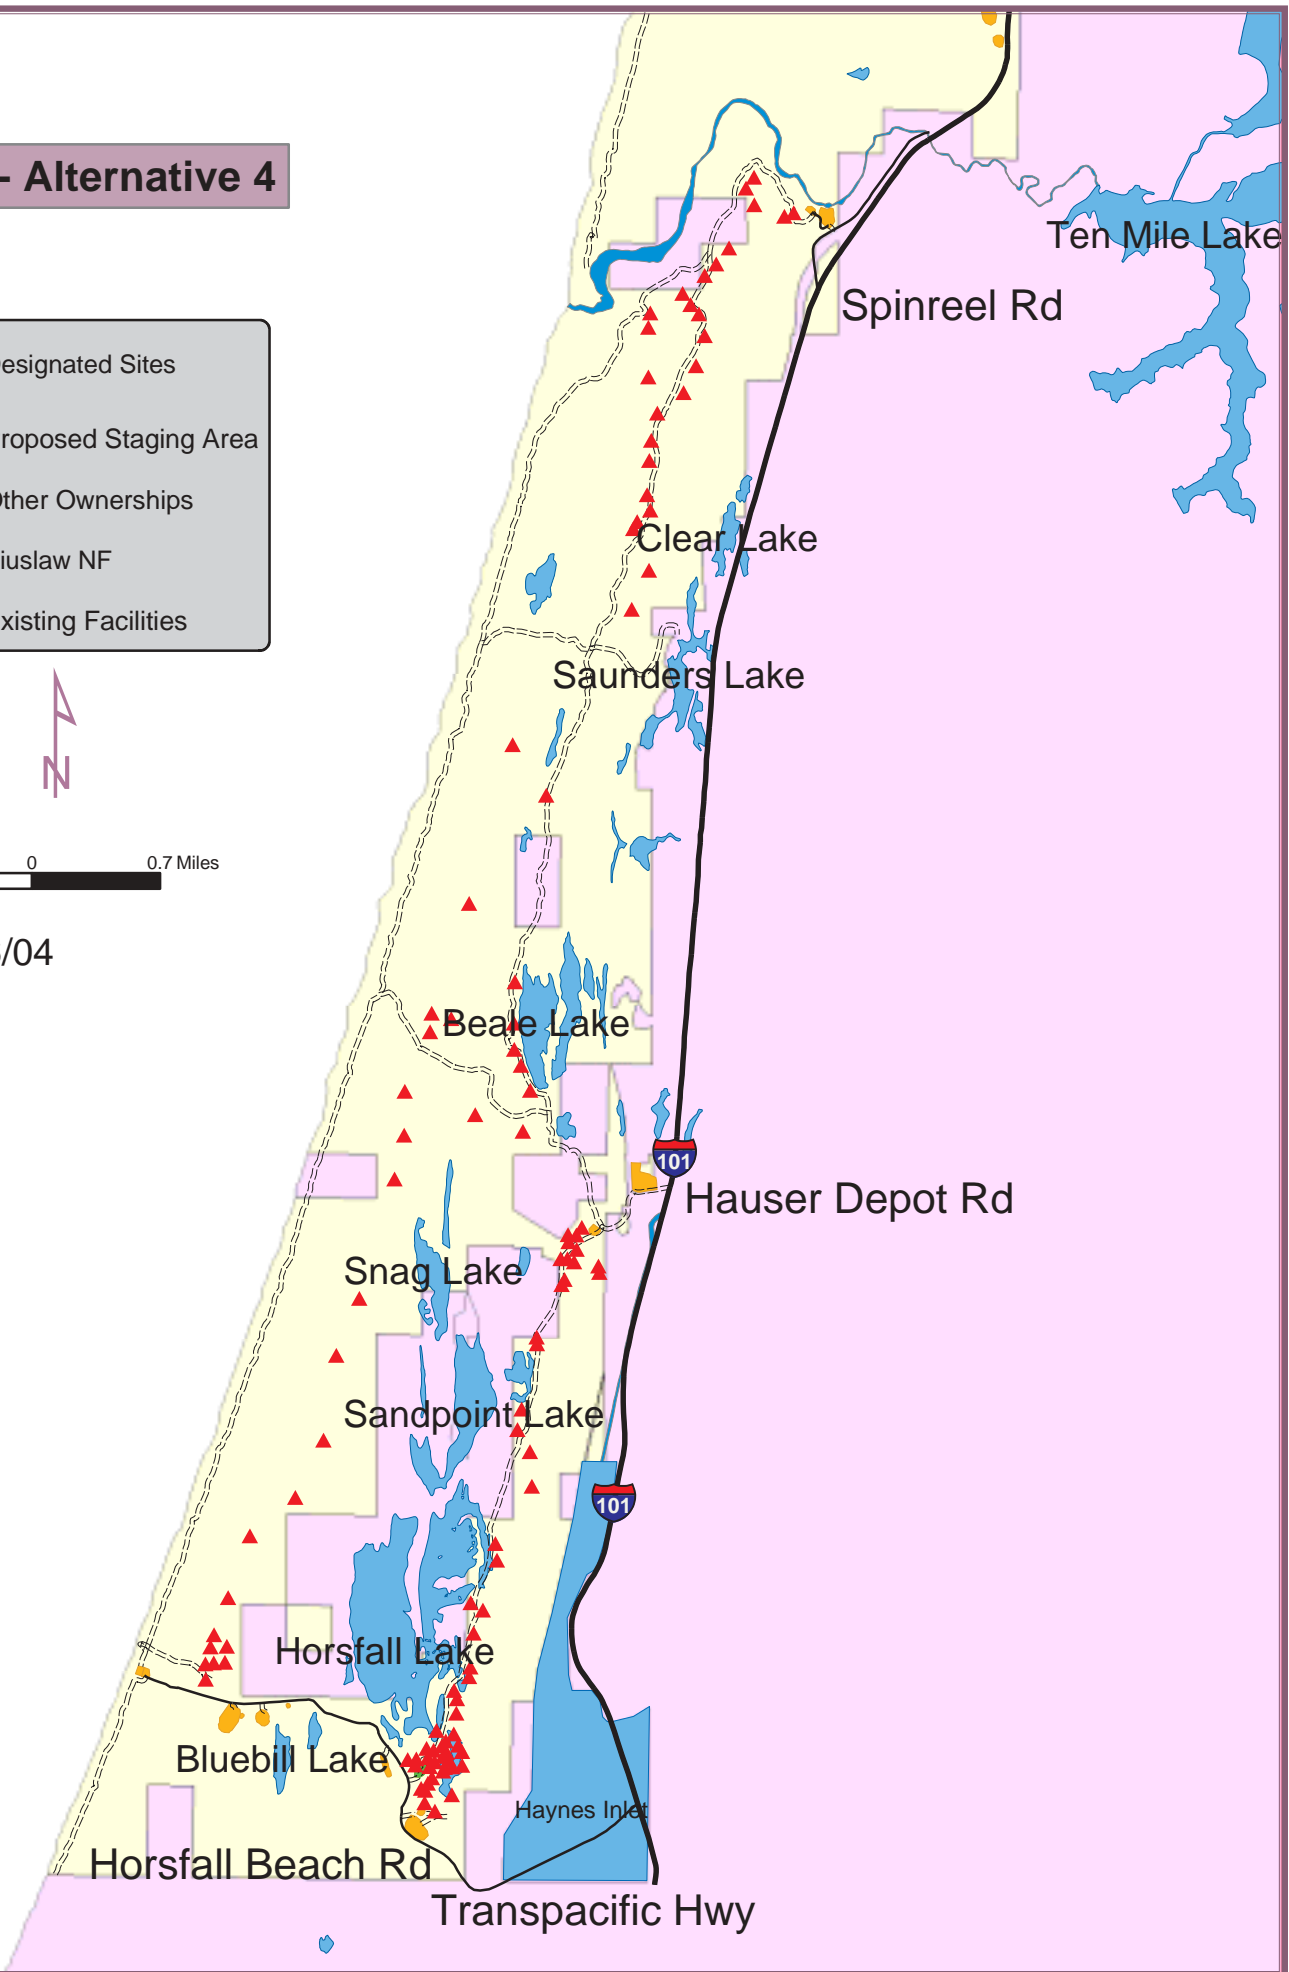 - Alternative 4
Ten Mile Lake
Spinreel Rd
esignated Sites
roposed Staging Area
ther Ownerships
iuslaw NF
xisting Facilities
Clear Lake
Saunders Lake
N
0 0.7 Miles
/04
Beale Lake
101
Hauser Depot Rd
Snag Lake
Sandpoint Lake
101
Horsfall Lake
Bluebill Lake
Haynes Inlet
Horsfall Beach Rd
Transpacific Hwy